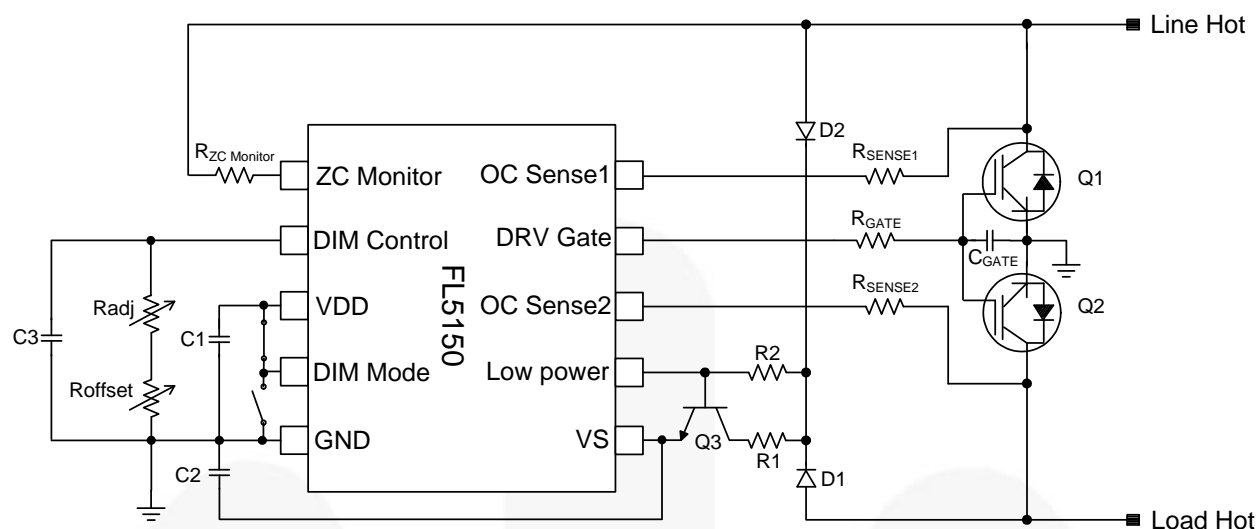 Line Hot
D2
RZC Monitor
ZC Monitor
OC Sense1
RSENSE1
Q1
DIM Control
DRV Gate
RGATE
CGATE
FL5150
Radj
VDD
OC Sense2
RSENSE2
Q2
C3
C1
Roffset
DIM Mode
Low power
R2
GND
VS
Q3
R1
C2
D1
Load Hot